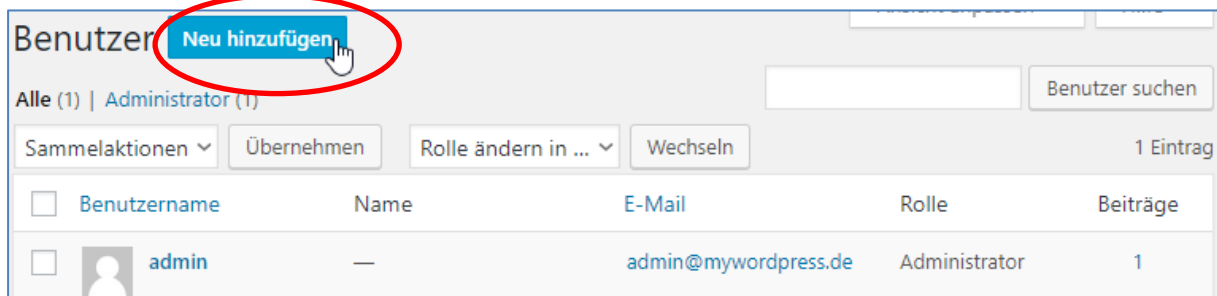 Benutzer Neu hinzufügen
Alle (1) | Administrator (1)
Benutzer suchen
Sammelaktionen Übernehmen Rolle ändern in ... Wechseln 1 Eintrag
Benutzername Name E-Mail Rolle Beiträge
admin — admin@mywordpress.de Administrator 1